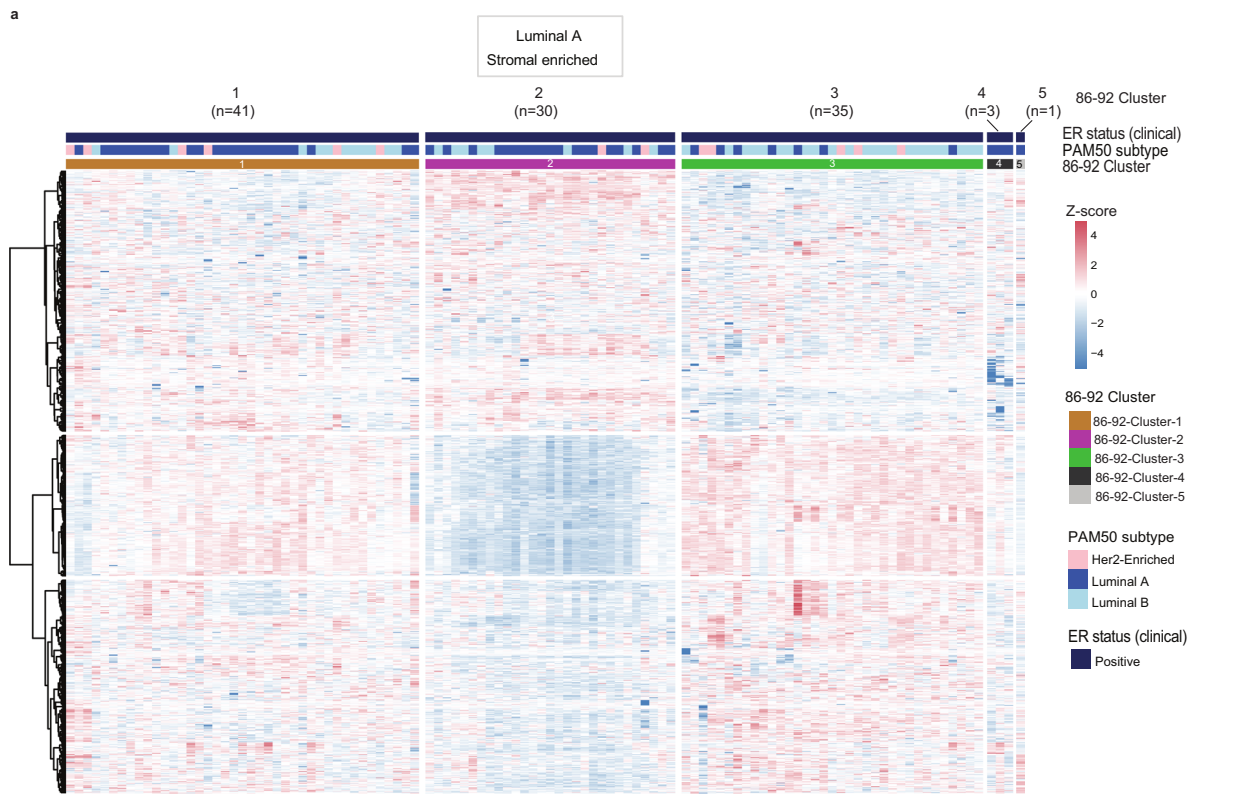 a
Luminal A
Stromal enriched
1
(n=41)
2
(n=30)
3
(n=35)
4
(n=3)
5
(n=1)
86-92 Cluster
ER status (clinical)
PAM50 subtype
86-92 Cluster
1
2
3
4
5
Z-score
4
2
0
−2
−4
86-92 Cluster
86-92-Cluster-1
86-92-Cluster-2
86-92-Cluster-3
86-92-Cluster-4
86-92-Cluster-5
PAM50 subtype
Her2-Enriched
Luminal A
Luminal B
ER status (clinical)
Positive